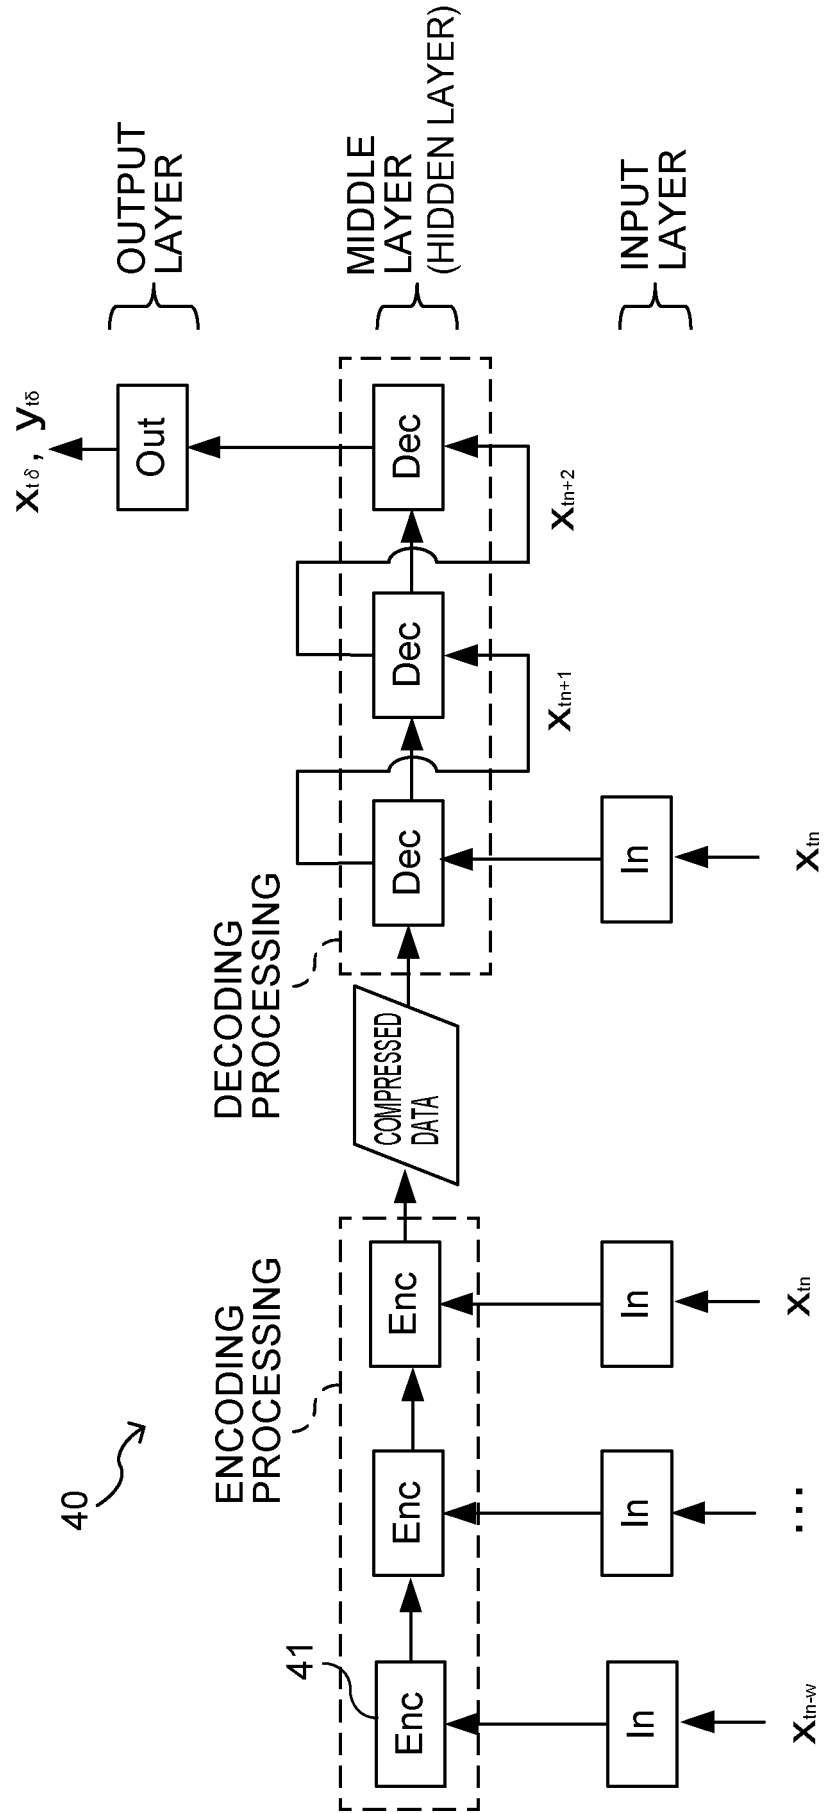 40
x_tδ, y_tδ
OUTPUT
LAYER
Out
ENCODING
PROCESSING
DECODING
PROCESSING
MIDDLE
LAYER
(HIDDEN LAYER)
41
Enc
Enc
Enc
COMPRESSED
DATA
Dec
Dec
Dec
x_tn+1
x_tn+2
INPUT
LAYER
In
In
In
In
x_tn-w
...
x_tn
x_tn